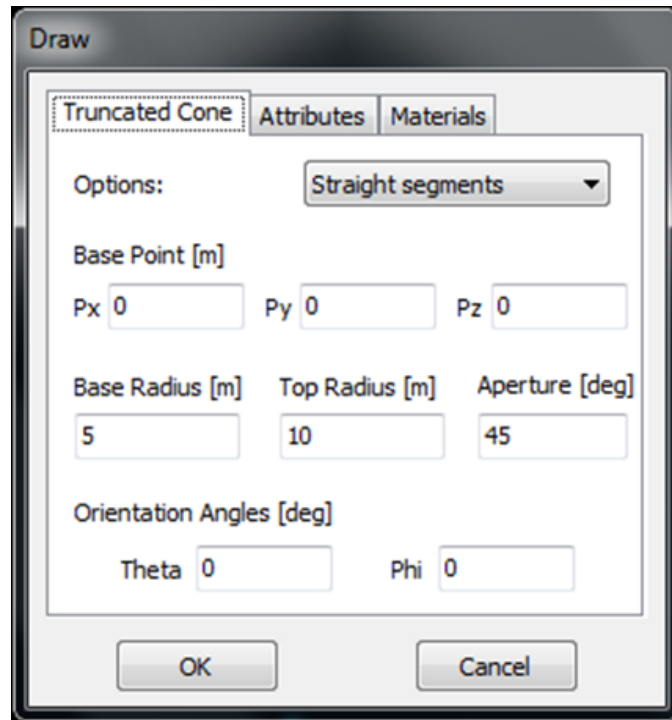 Draw
Truncated Cone Attributes Materials
Options: Straight segments
Base Point [m]
Px 0 Py 0 Pz 0
Base Radius [m] Top Radius [m] Aperture [deg]
5 10 45
Orientation Angles [deg]
Theta 0 Phi 0
OK Cancel